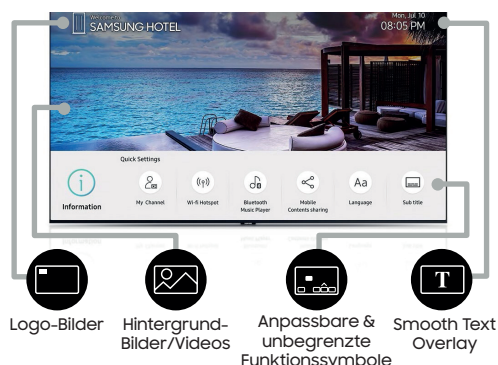 Welcome to
SAMSUNG HOTEL
Mon, Jul 10
08:05 PM
Quick Settings
Information
My Channel
Wi-fi Hotspot
Bluetooth
Music Player
Mobile
Contents sharing
Aa
Language
Sub title
T
Logo-Bilder
Hintergrund-
Bilder/Videos
Anpassbare &
unbegrenzte
Funktionssymbole
Smooth Text
Overlay